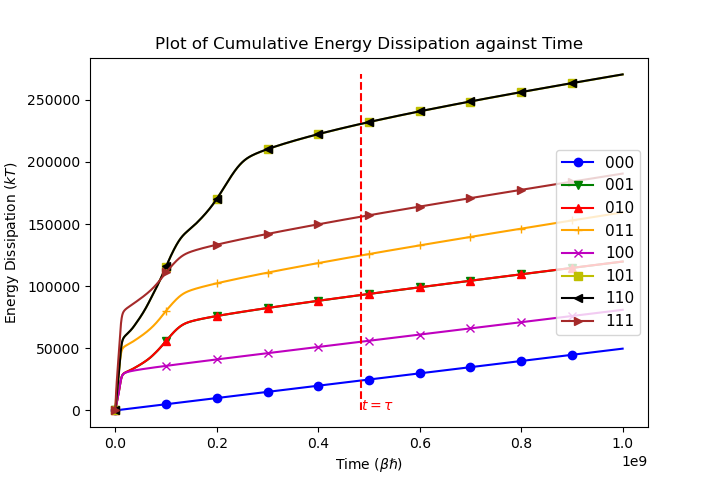 Plot of Cumulative Energy Dissipation against Time
Energy Dissipation (kT)
250000
200000
150000
100000
50000
0
000
001
010
011
100
101
110
111
t = τ
0.0 0.2 0.4 0.6 0.8 1.0
1e9
Time (βℏ)